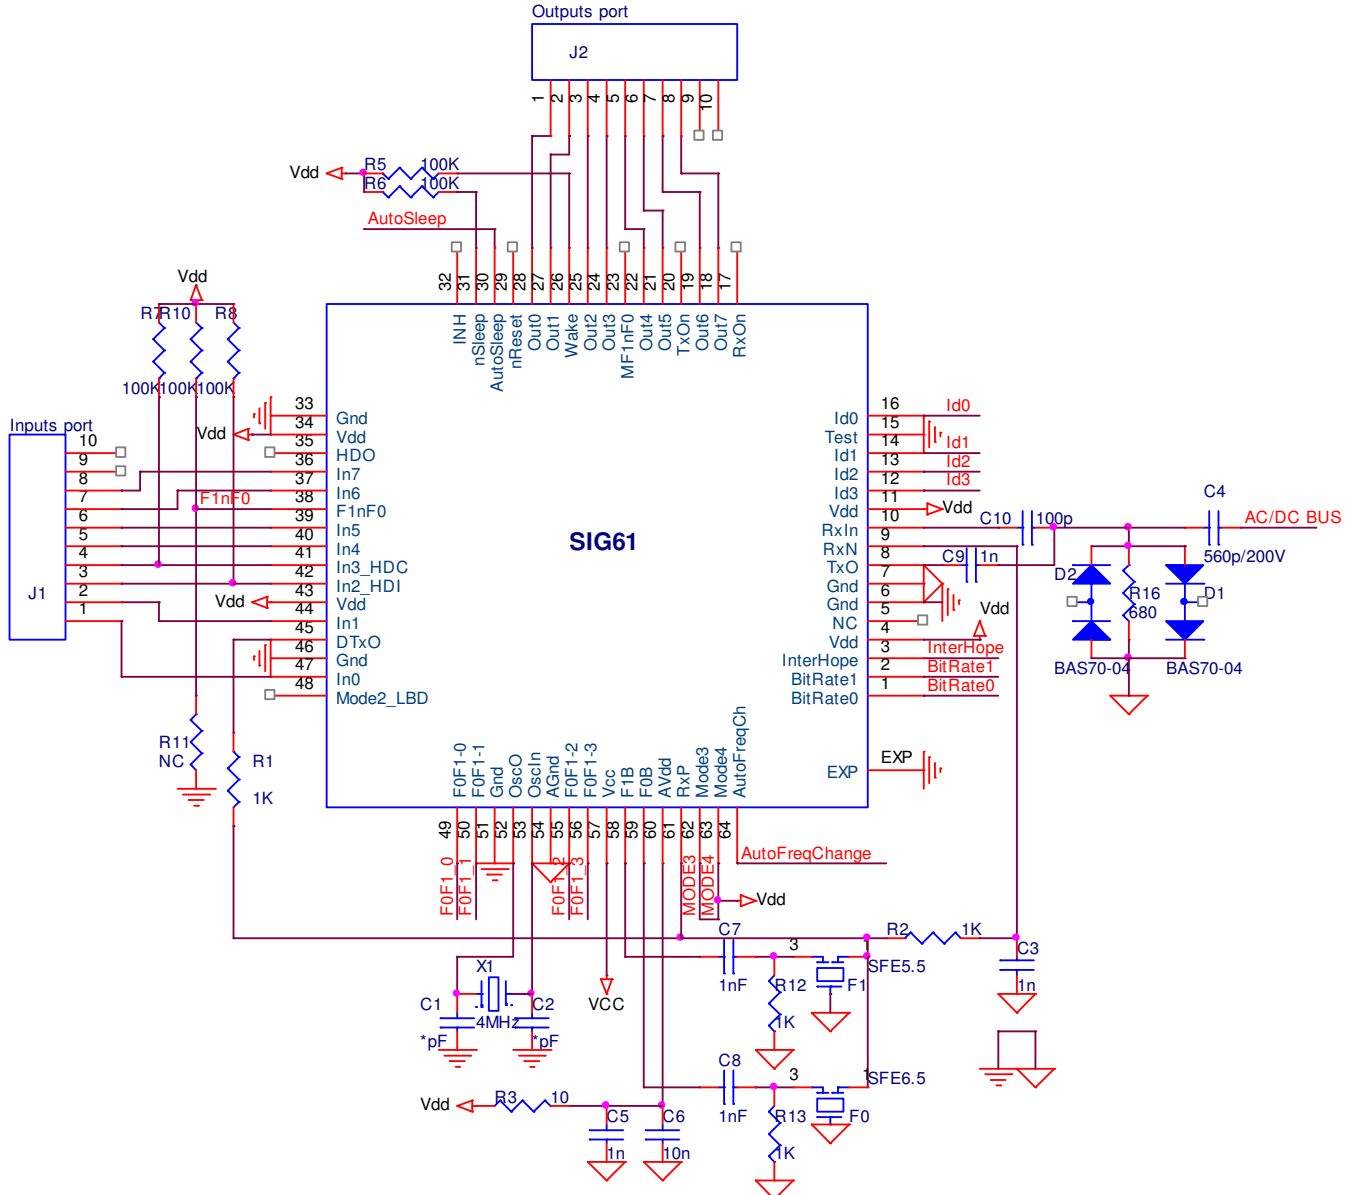 Outputs port
J2
1 2 3 4 5 6 7 8 9 10
Vdd
R5 100K
R6 100K
AutoSleep
32 31 30 29 28 27 26 25 24 23 22 21 20 19 18 17
INH nSleep AutoSleep nReset Out0 Out1 Wake Out2 Out3 MF1nF0 Out4 Out5 TxOn Out6 Out7 RxOn
Vdd
R7 R10 R8
100K 100K 100K
Inputs port
J1
10
9
8
7
6
5
4
3
2
1
F1nF0
Vdd
Vdd
33 Gnd
34 Vdd
35 HDO
36 In7
37 In6
38 F1nF0
39 In5
40 In4
41 In3_HDC
42 In2_HDI
43 Vdd
44 In1
45 DTxO
46 Gnd
47 In0
48 Mode2_LBD
SIG61
16 Id0 Id0
15 Test
14 Id1 Id1
13 Id2 Id2
12 Id3 Id3
11 Vdd Vdd
10 RxIn
9 RxN
8 TxO
7 Gnd
6 Gnd
5 NC
4 Vdd Vdd
3 InterHope InterHope
2 BitRate1 BitRate1
1 BitRate0 BitRate0
EXP EXP
C10 100p
C9 1n
C4
560p/200V
AC/DC BUS
D2
R16
680
D1
BAS70-04
BAS70-04
R11
NC
R1
1K
F0F1-0 F0F1-1 Gnd OscO OscIn AGnd F0F1-2 F0F1-3 Vcc F1B F0B AVdd RxP Mode3 Mode4 AutoFreqCh
49 50 51 52 53 54 55 56 57 58 59 60 61 62 63 64
F0F1_0 F0F1_1 F0F1_2 F0F1_3 MODE3 MODE4
AutoFreqChange
Vdd
R2 1K
C3
1n
C7
1nF
3 1
SFE5.5
F1
R12
1K
X1
4MHz
C1
*pF
C2
*pF
VCC
C8
1nF
3 1
SFE6.5
F0
R13
1K
Vdd
R3 10
C5
1n
C6
10n